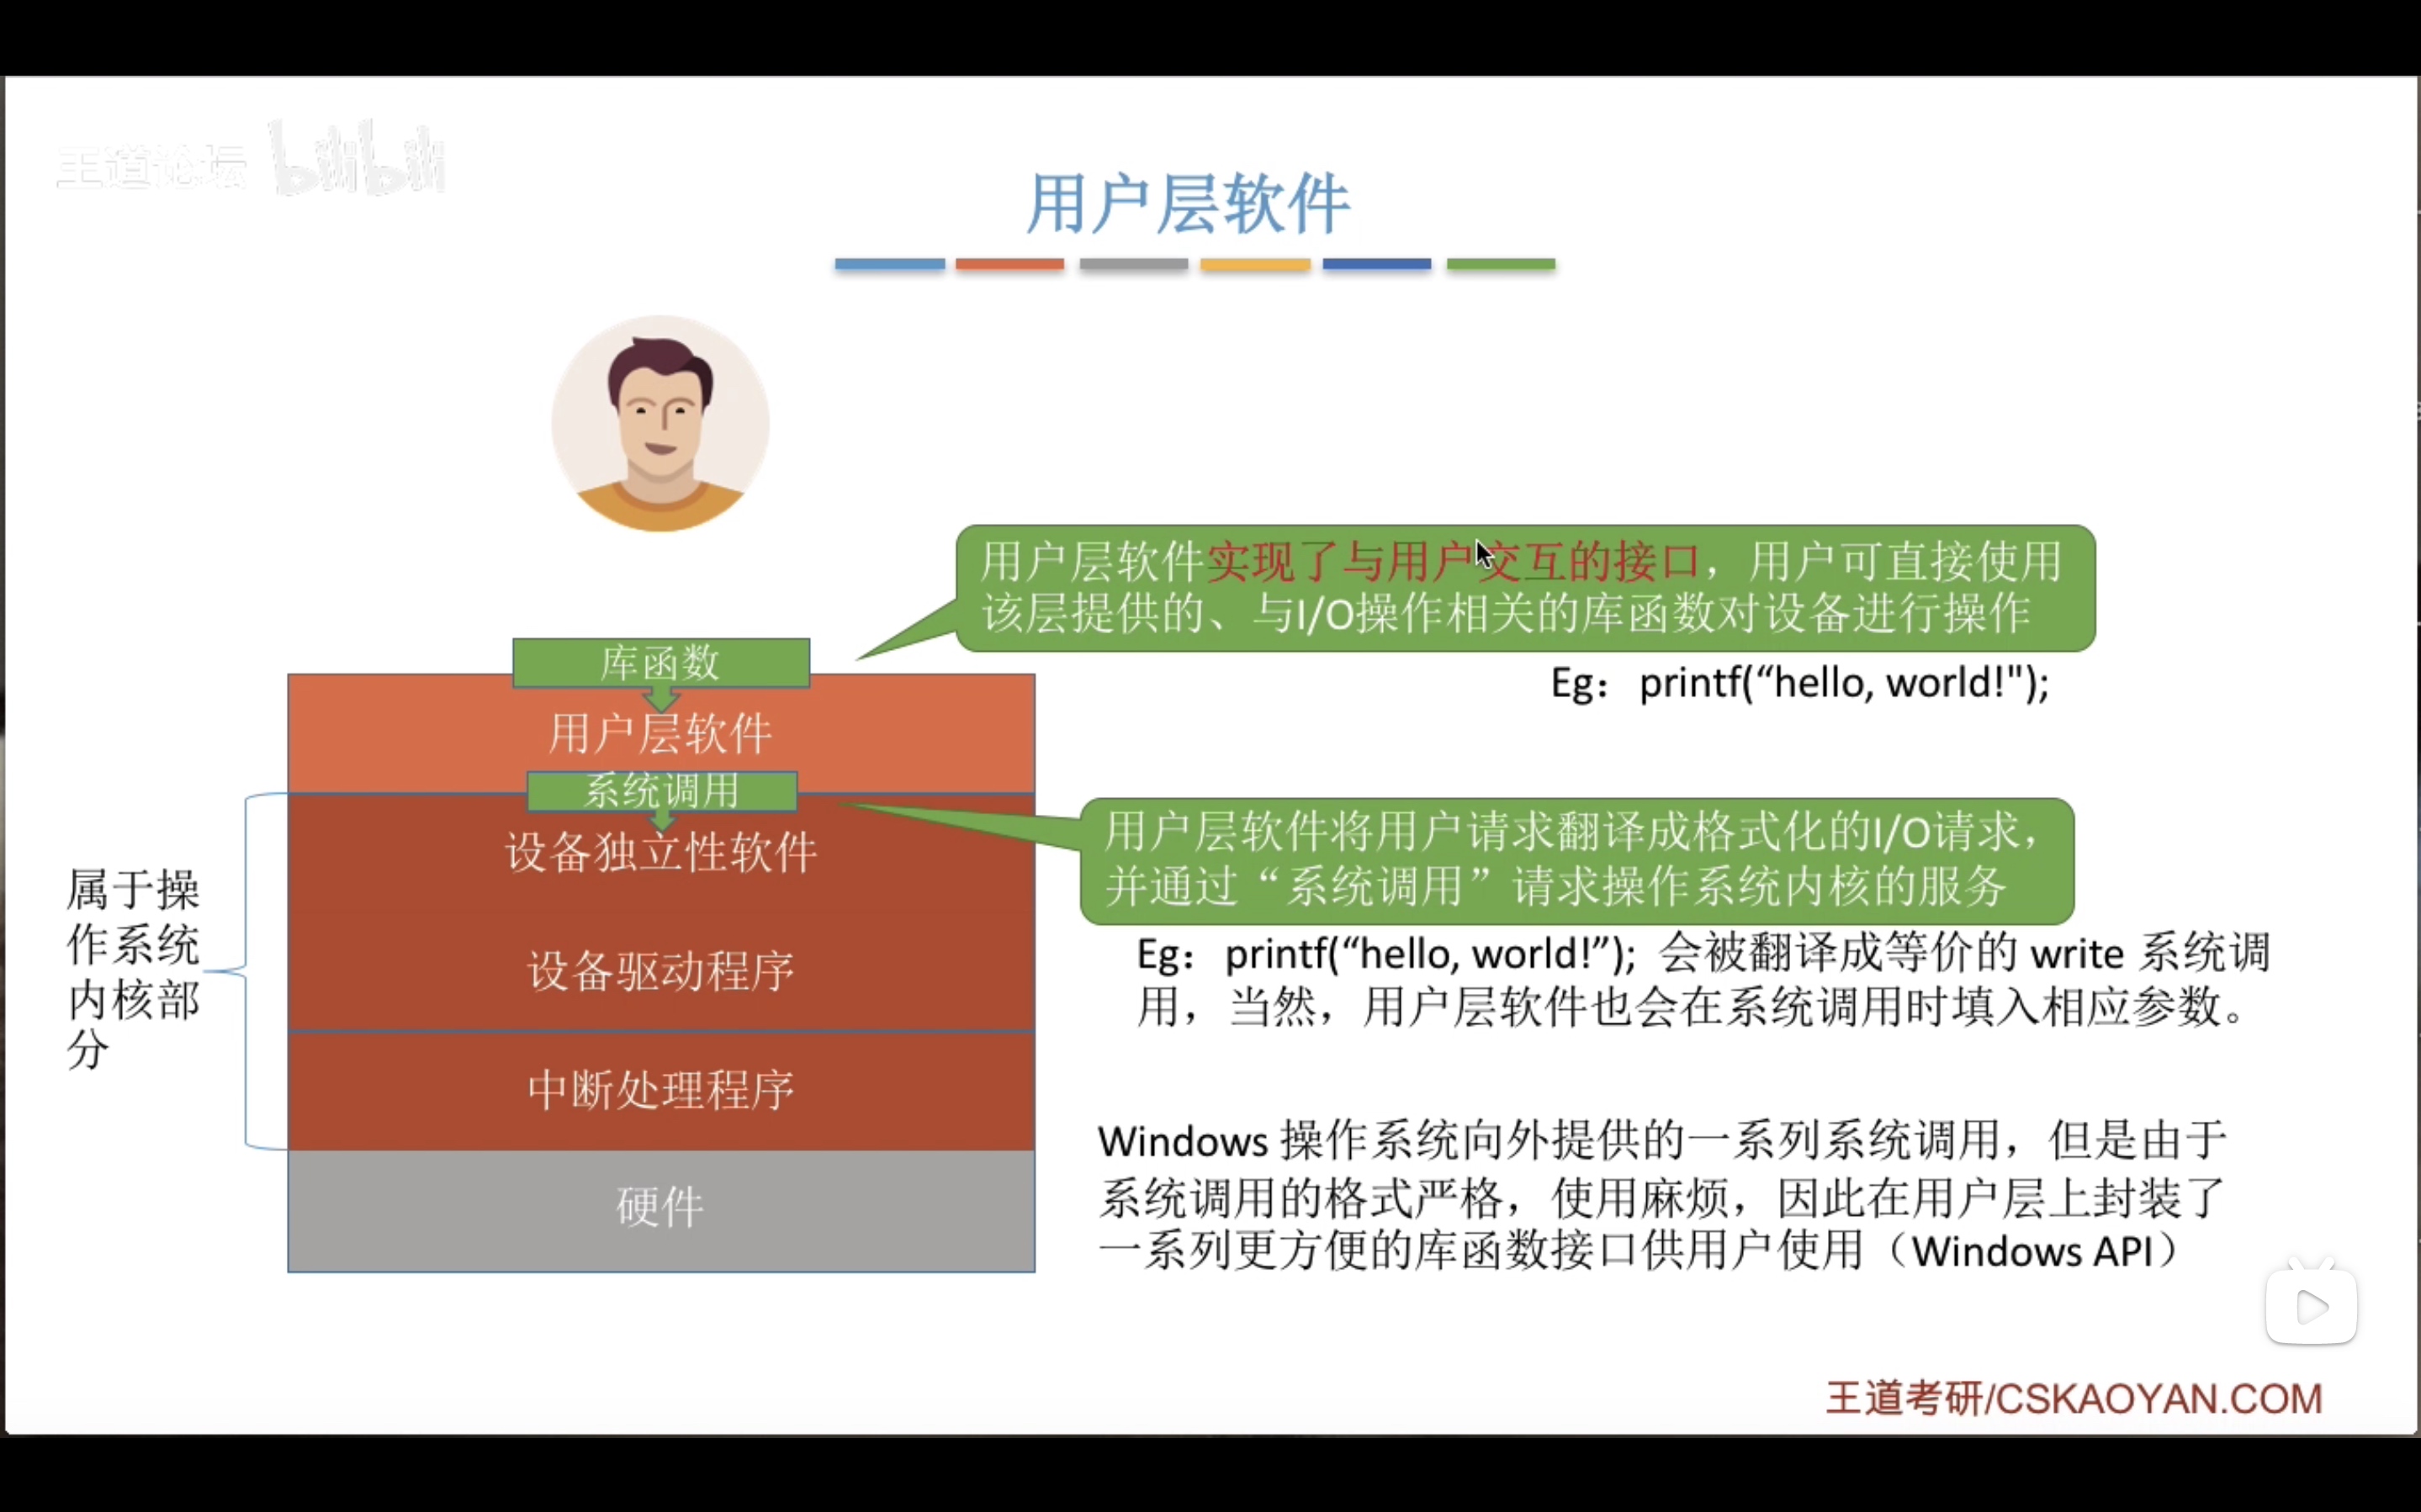 王道论坛 bilibili
用户层软件
用户层软件实现了与用户交互的接口，用户可直接使用
该层提供的、与I/O操作相关的库函数对设备进行操作
库函数
Eg：printf(“hello, world!");
用户层软件
系统调用
用户层软件将用户请求翻译成格式化的I/O请求，
并通过“系统调用”请求操作系统内核的服务
设备独立性软件
属于操
作系统
内核部
分
Eg：printf(“hello, world!”); 会被翻译成等价的 write 系统调
用，当然，用户层软件也会在系统调用时填入相应参数。
设备驱动程序
中断处理程序
Windows 操作系统向外提供的一系列系统调用，但是由于
系统调用的格式严格，使用麻烦，因此在用户层上封装了
一系列更方便的库函数接口供用户使用（Windows API）
硬件
王道考研/CSKAOYAN.COM